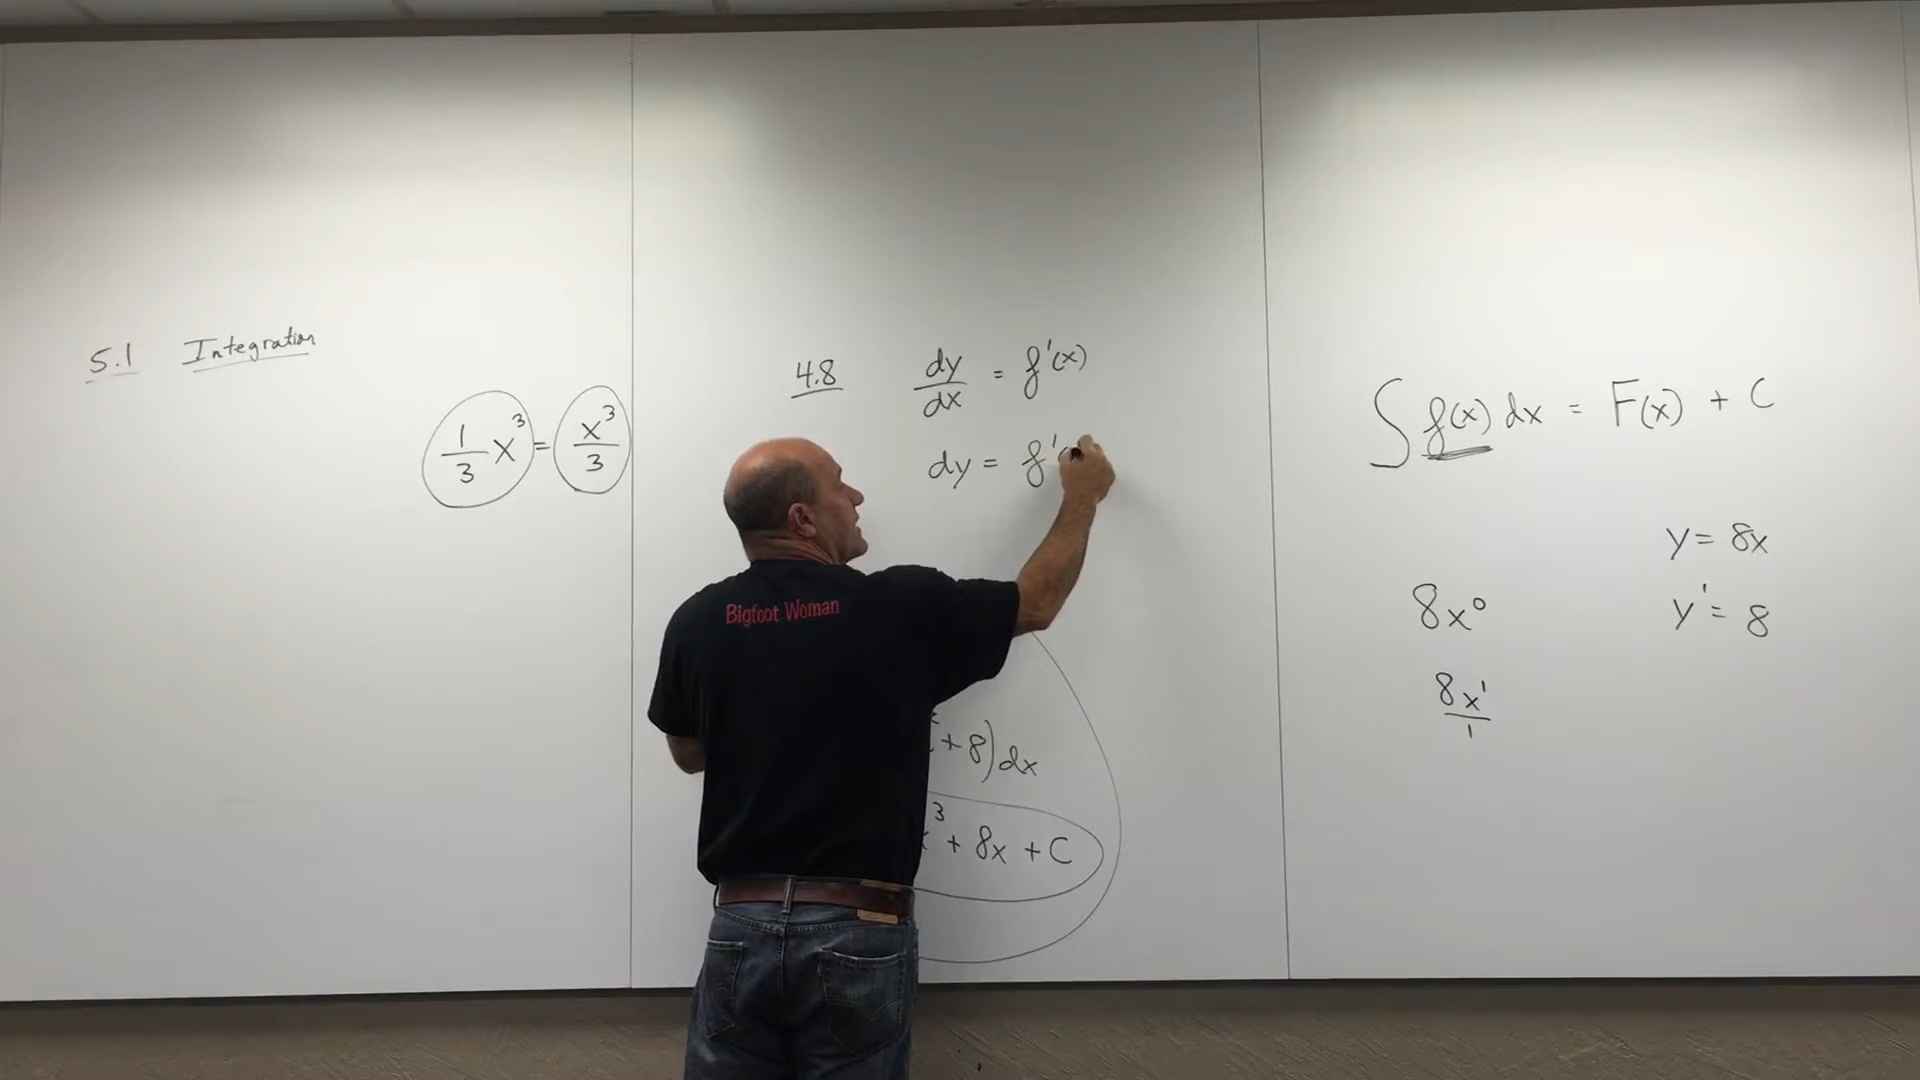 5.1 Integration
1/3 x³ = x³/3
4.8 dy/dx = f'(x)
dy = f'(
Bigfoot Woman
+ 8) dx
³ + 8x + C
∫ f(x) dx = F(x) + C
y = 8x
y' = 8
8x⁰
8x¹/1